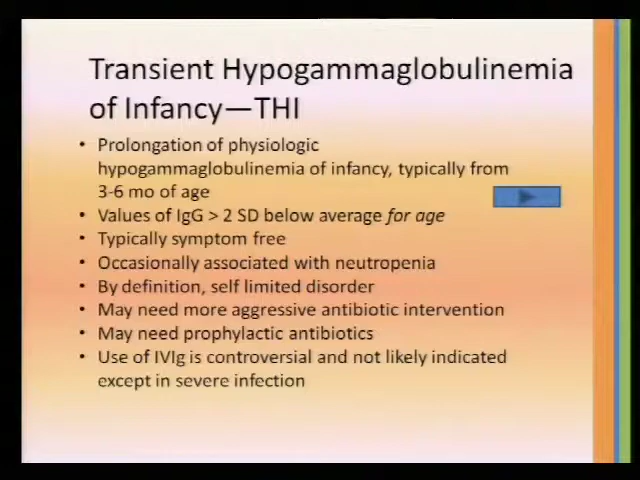 Transient Hypogammaglobulinemia
of Infancy—THI
• Prolongation of physiologic
hypogammaglobulinemia of infancy, typically from
3-6 mo of age
• Values of IgG > 2 SD below average for age
• Typically symptom free
• Occasionally associated with neutropenia
• By definition, self limited disorder
• May need more aggressive antibiotic intervention
• May need prophylactic antibiotics
• Use of IVIg is controversial and not likely indicated
except in severe infection